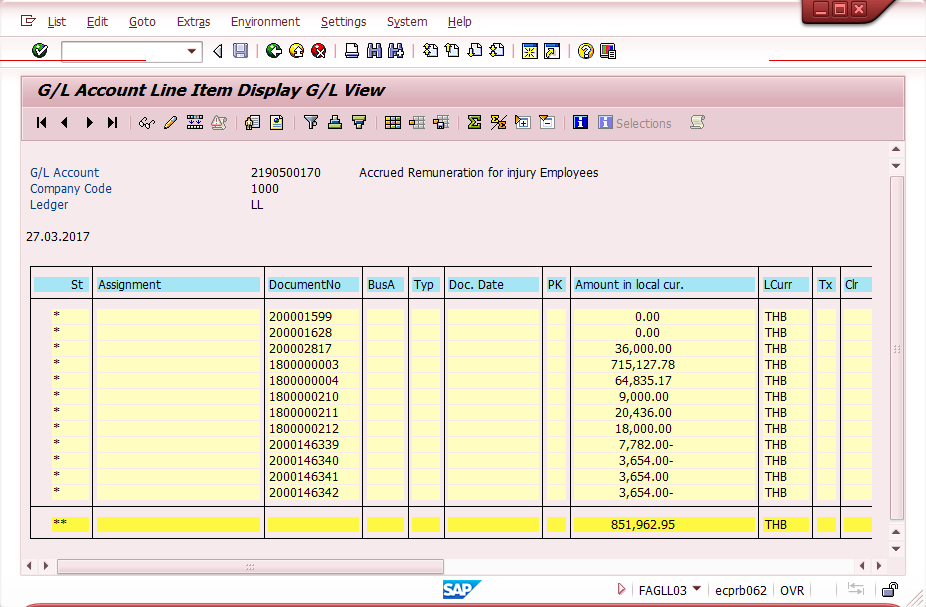 List Edit Goto Extras Environment Settings System Help
G/L Account Line Item Display G/L View
Selections
G/L Account 2190500170 Accrued Remuneration for injury Employees
Company Code 1000
Ledger LL
27.03.2017
St Assignment DocumentNo BusA Typ Doc. Date PK Amount in local cur. LCurr Tx Clr
* 200001599 0.00 THB
* 200001628 0.00 THB
* 200002817 36,000.00 THB
* 1800000003 715,127.78 THB
* 1800000004 64,835.17 THB
* 1800000210 9,000.00 THB
* 1800000211 20,436.00 THB
* 1800000212 18,000.00 THB
* 2000146339 7,782.00- THB
* 2000146340 3,654.00- THB
* 2000146341 3,654.00 THB
* 2000146342 3,654.00- THB
** 851,962.95 THB
SAP FAGLL03 ecprb062 OVR